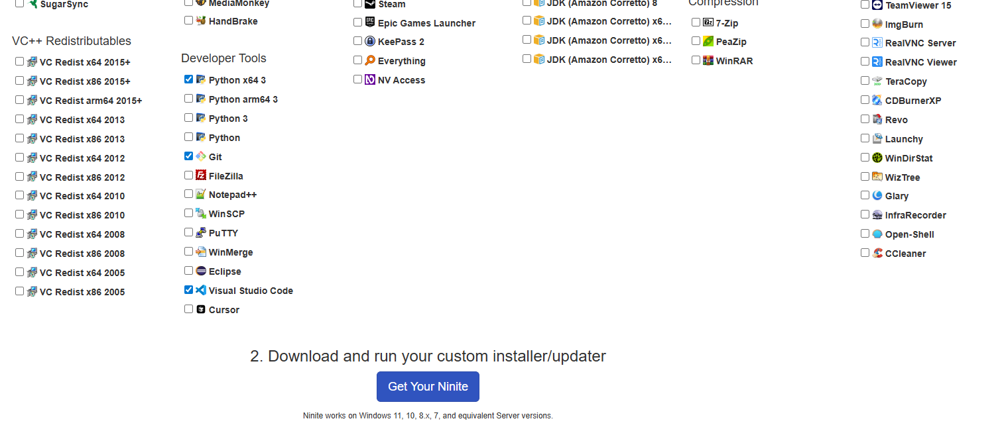 SugarSync
VC++ Redistributables
VC Redist x64 2015+
VC Redist x86 2015+
VC Redist arm64 2015+
VC Redist x64 2013
VC Redist x86 2013
VC Redist x64 2012
VC Redist x86 2012
VC Redist x64 2010
VC Redist x86 2010
VC Redist x64 2008
VC Redist x86 2008
VC Redist x64 2005
VC Redist x86 2005
MediaMonkey
HandBrake
Developer Tools
Python x64 3
Python arm64 3
Python 3
Python
Git
FileZilla
Notepad++
WinSCP
PuTTY
WinMerge
Eclipse
Visual Studio Code
Cursor
Steam
Epic Games Launcher
KeePass 2
Everything
NV Access
JDK (Amazon Corretto) 8
JDK (Amazon Corretto) x6...
JDK (Amazon Corretto) x6...
JDK (Amazon Corretto) x6...
Compression
7-Zip
PeaZip
WinRAR
TeamViewer 15
ImgBurn
RealVNC Server
RealVNC Viewer
TeraCopy
CDBurnerXP
Revo
Launchy
WinDirStat
WizTree
Glary
InfraRecorder
Open-Shell
CCleaner
2. Download and run your custom installer/updater
Get Your Ninite
Ninite works on Windows 11, 10, 8.x, 7, and equivalent Server versions.